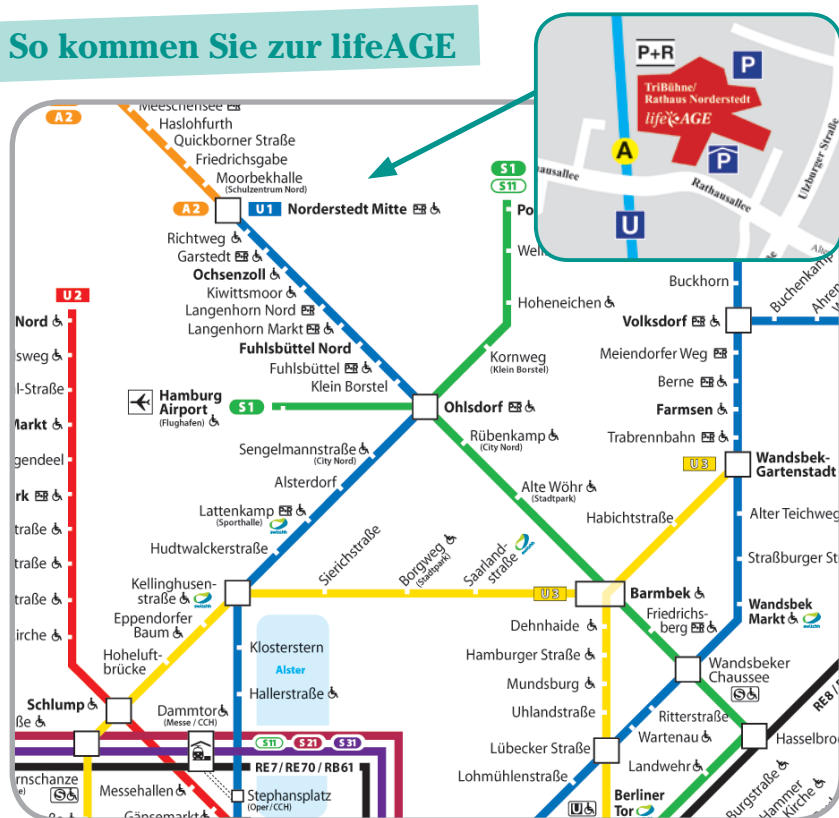 So kommen Sie zur lifeAGE
P+R
P
TriBühne/
Rathaus Norderstedt
lifeAGE
A
P
Rathausallee
Ulzburger Straße
U
A2
Haslohfurth
Quickborner Straße
Friedrichsgabe
Moorbekhalle
(Schulzentrum Nord)
A2
U1
Norderstedt Mitte
Richtweg
Garstedt
Ochsenzoll
Kiwittsmoor
Langenhorn Nord
Langenhorn Markt
Fuhlsbüttel Nord
Fuhlsbüttel
Klein Borstel
S1
S11
Hoheneichen
Kornweg
(Klein Borstel)
Hamburg
Airport
(Flughafen)
S1
Ohlsdorf
Rübenkamp
(City Nord)
Alte Wöhr
(Stadtpark)
Sengelmannstraße
(City Nord)
Alsterdorf
Lattenkamp
(Sporthalle)
Hudtwalckerstraße
Kellinghusen-
straße
Eppendorfer
Baum
Hoheluft-
brücke
Schlump
Sierichstraße
Borgweg
(Stadtpark)
Saarland-
straße
U3
Barmbek
Habichtstraße
U3
Wandsbek-
Gartenstadt
Buckhorn
Volksdorf
Buchenkamp
Meiendorfer Weg
Berne
Farmsen
Trabrennbahn
Alter Teichweg
Wandsbek
Markt
Friedrichs-
berg
Wandsbeker
Chaussee
Dehnhaide
Hamburger Straße
Mundsburg
Uhlandstraße
Lübecker Straße
Lohmühlenstraße
Ritterstraße
Wartenau
Landwehr
Berliner
Tor
Burgstraße
Hammer
Kirche
Klosterstern
Alster
Hallerstraße
Dammtor
(Messe / CCH)
S11
S21
S31
RE7 / RE70 / RB61
Stephansplatz
(Oper / CCH)
Messehallen
U2